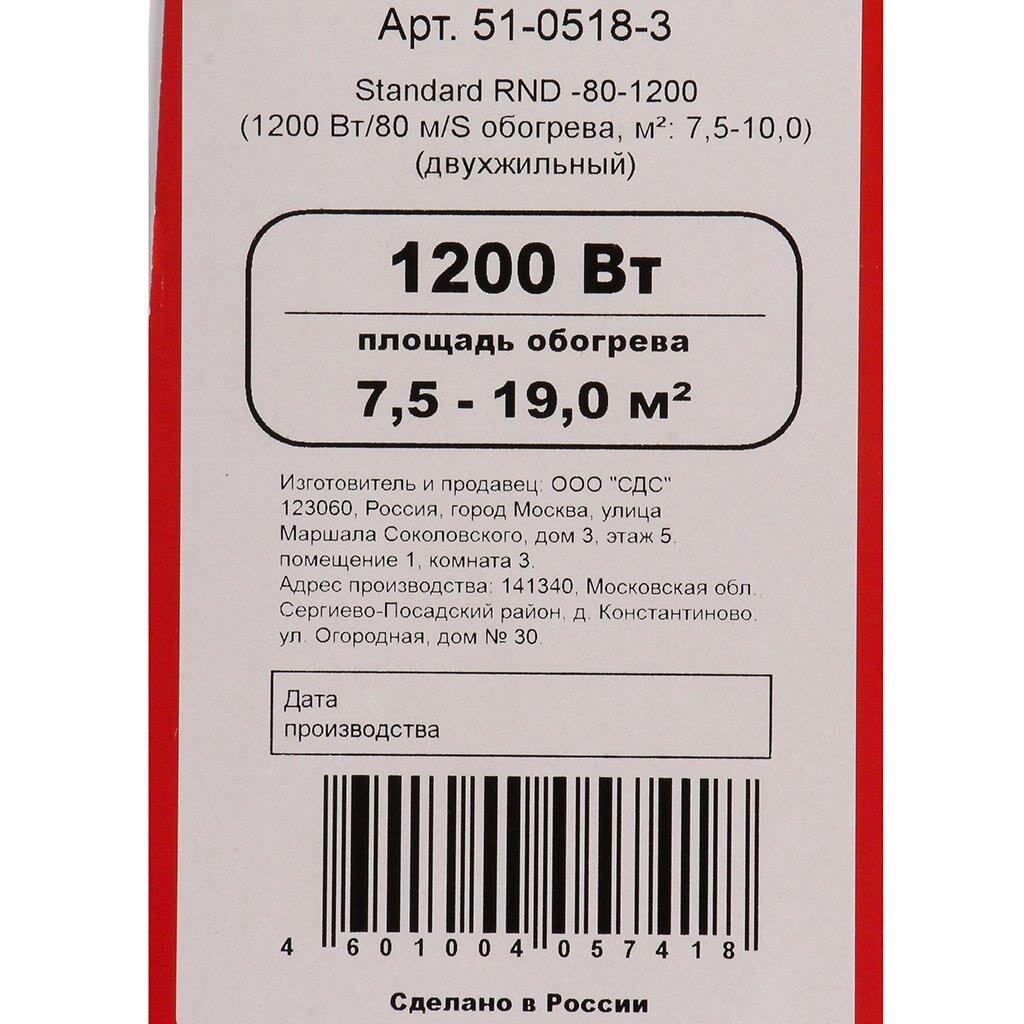 Арт. 51-0518-3
Standard RND -80-1200
(1200 Вт/80 м/S обогрева, м²: 7,5-10,0)
(двухжильный)
1200 Вт
площадь обогрева
7,5 - 19,0 м²
Изготовитель и продавец: ООО "СДС"
123060, Россия, город Москва, улица
Маршала Соколовского, дом 3, этаж 5,
помещение 1, комната 3.
Адрес производства: 141340, Московская обл.,
Сергиево-Посадский район, д. Константиново,
ул. Огородная, дом № 30.
Дата
производства
4 601004 057418
Сделано в России